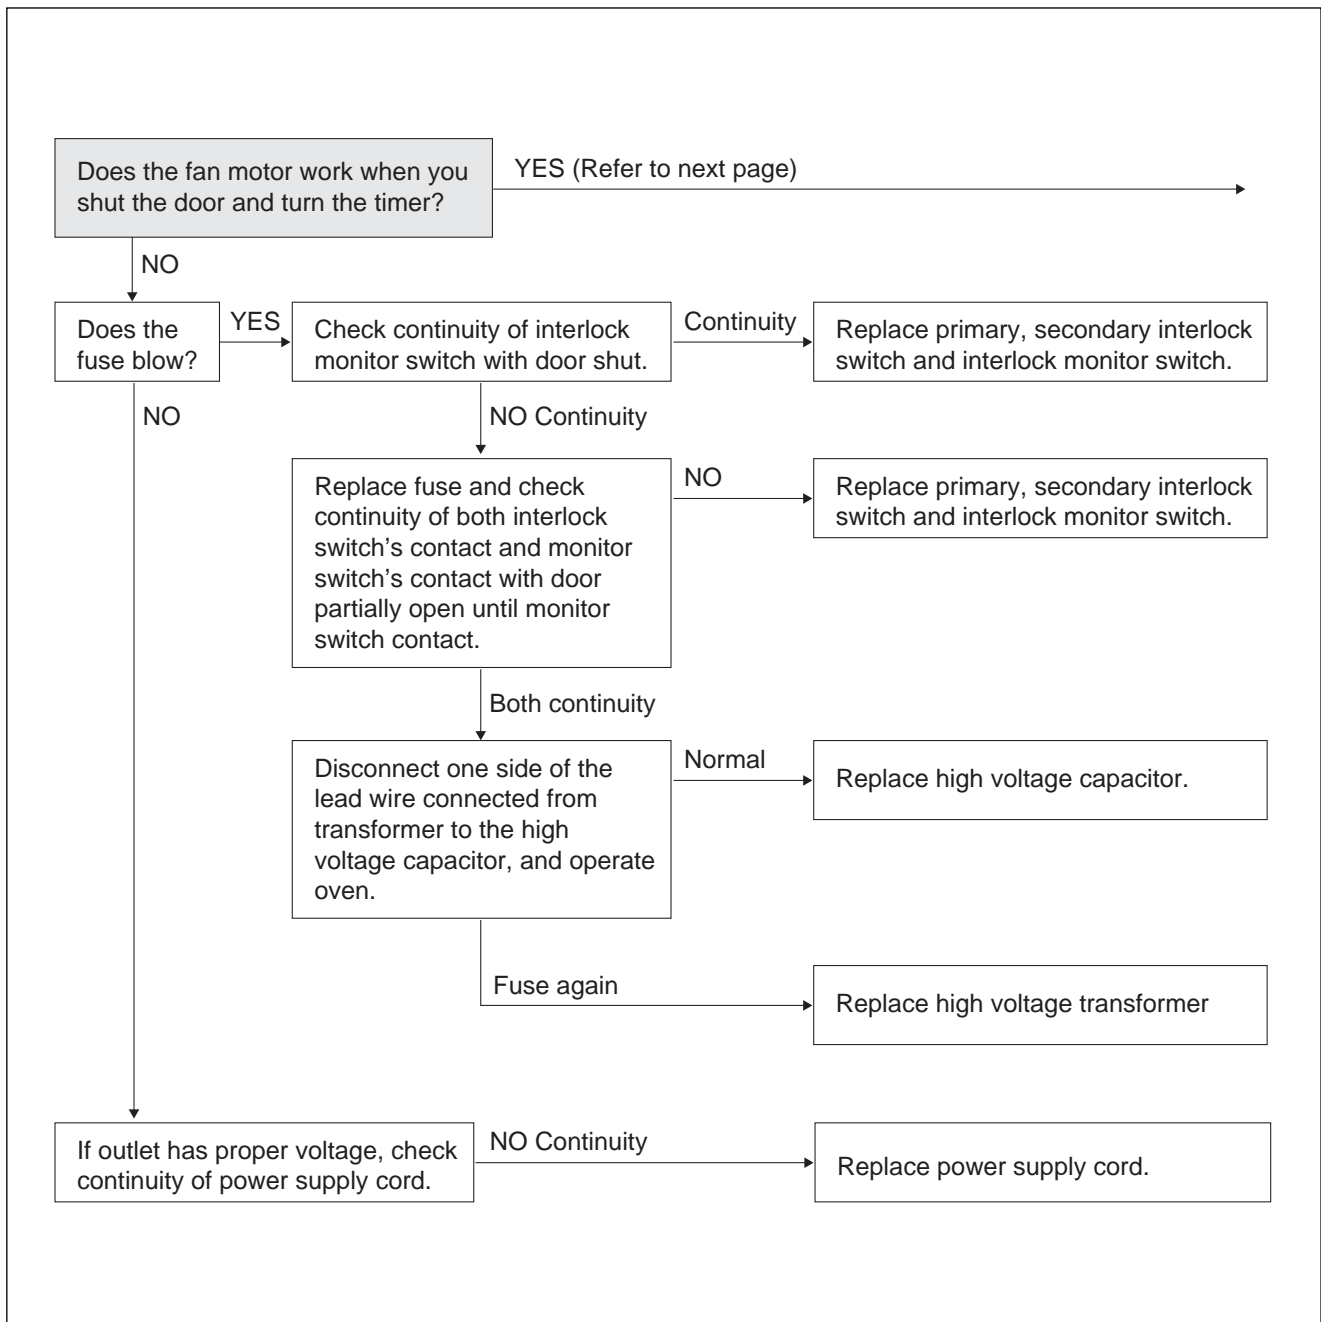 Does the fan motor work when you
shut the door and turn the timer?
YES (Refer to next page)
NO
Does the
fuse blow?
YES
Check continuity of interlock
monitor switch with door shut.
Continuity
Replace primary, secondary interlock
switch and interlock monitor switch.
NO
NO Continuity
Replace fuse and check
continuity of both interlock
switch's contact and monitor
switch's contact with door
partially open until monitor
switch contact.
NO
Replace primary, secondary interlock
switch and interlock monitor switch.
Both continuity
Disconnect one side of the
lead wire connected from
transformer to the high
voltage capacitor, and operate
oven.
Normal
Replace high voltage capacitor.
Fuse again
Replace high voltage transformer
If outlet has proper voltage, check
continuity of power supply cord.
NO Continuity
Replace power supply cord.